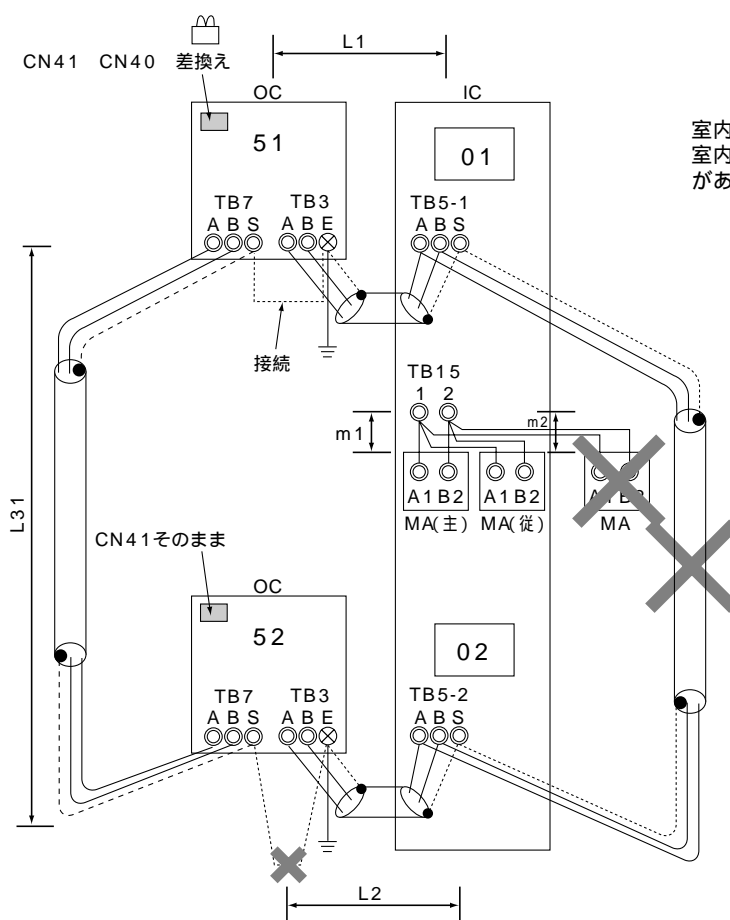 CN41 CN40 差換え
L1
OC
IC
51
01
室内
室内
があ
TB7 TB3
TB5-1
A B S A B E
A B S
接続
TB15
1 2
m1
m2
L31
A1 B2
A1 B2
MA(主)
MA(従)
MA
CN41そのまま
OC
52
02
TB7 TB3
TB5-2
A B S A B E
A B S
L2